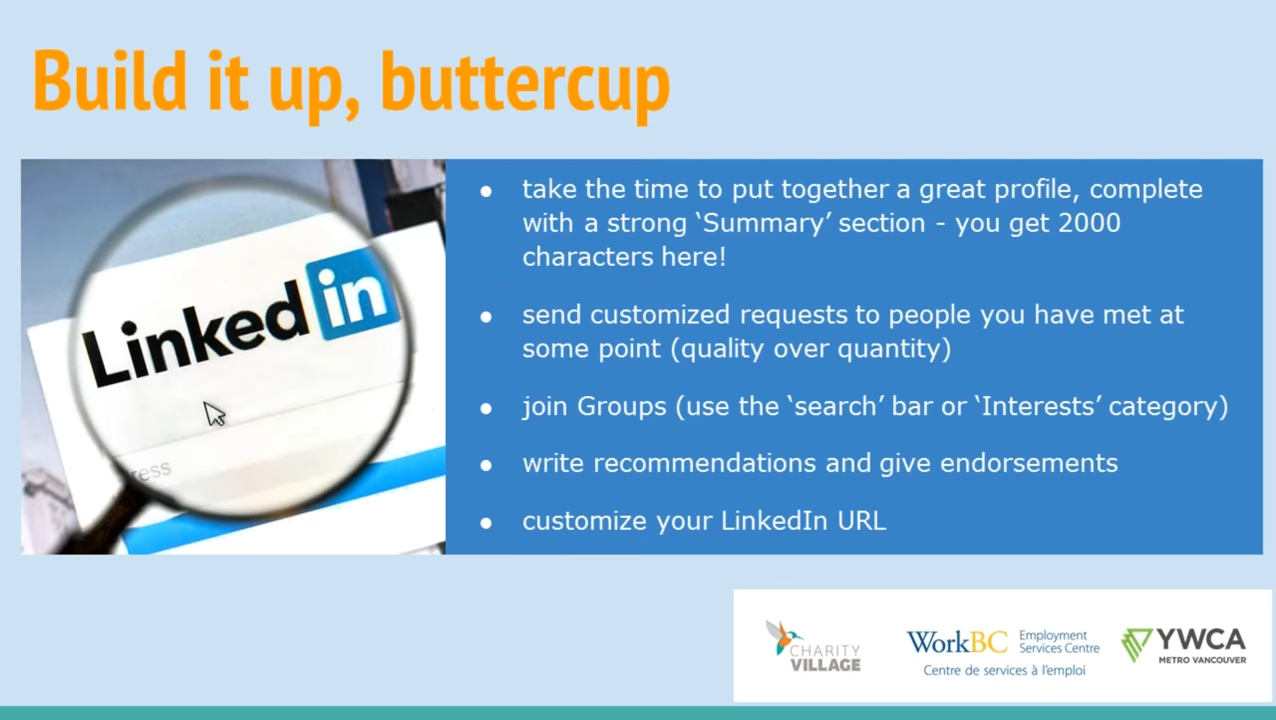 Build it up, buttercup
Linked in
ress
● take the time to put together a great profile, complete
with a strong ‘Summary’ section - you get 2000
characters here!
● send customized requests to people you have met at
some point (quality over quantity)
● join Groups (use the ‘search’ bar or ‘Interests’ category)
● write recommendations and give endorsements
● customize your LinkedIn URL
CHARITY
VILLAGE
WorkBC Employment
Services Centre
Centre de services à l'emploi
YWCA
METRO VANCOUVER